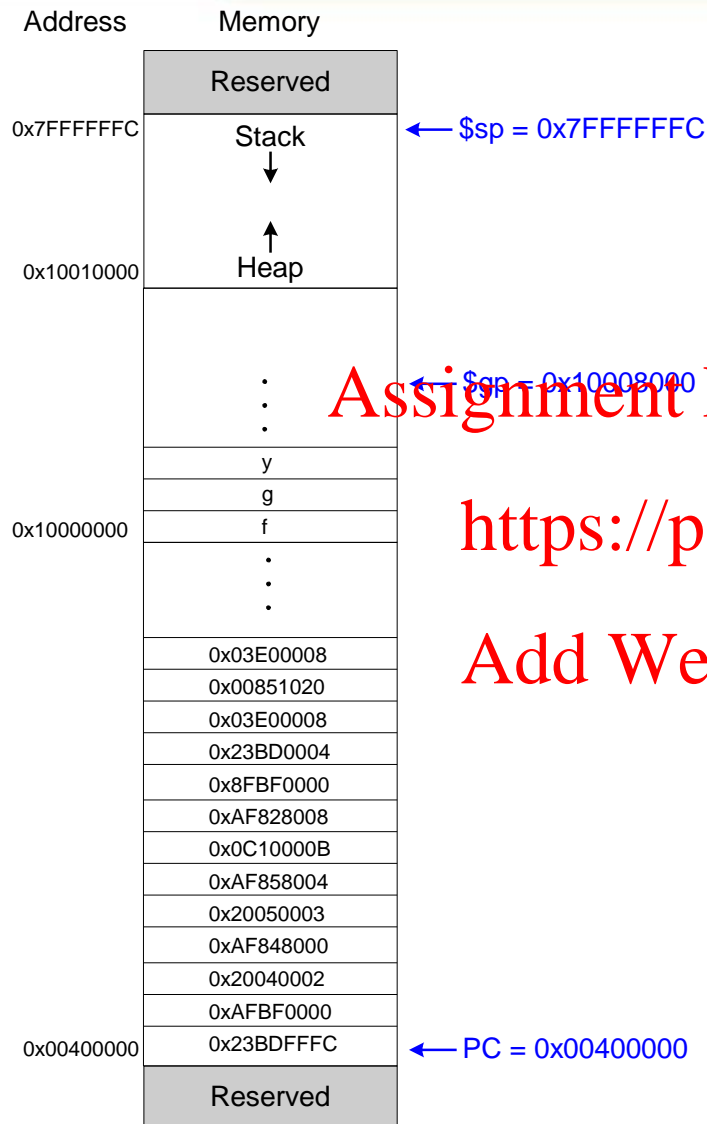 Address Memory
Reserved
0x7FFFFFFC Stack $sp = 0x7FFFFFFC
0x10010000 Heap
$gp = 0x10008000
Assignment
y
g
0x10000000 f
https://p
0x03E00008
Add We
0x00851020
0x03E00008
0x23BD0004
0x8FBF0000
0xAF828008
0x0C10000B
0xAF858004
0x20050003
0xAF848000
0x20040002
0xAFBF0000
0x00400000 0x23BDFFFC PC = 0x00400000
Reserved